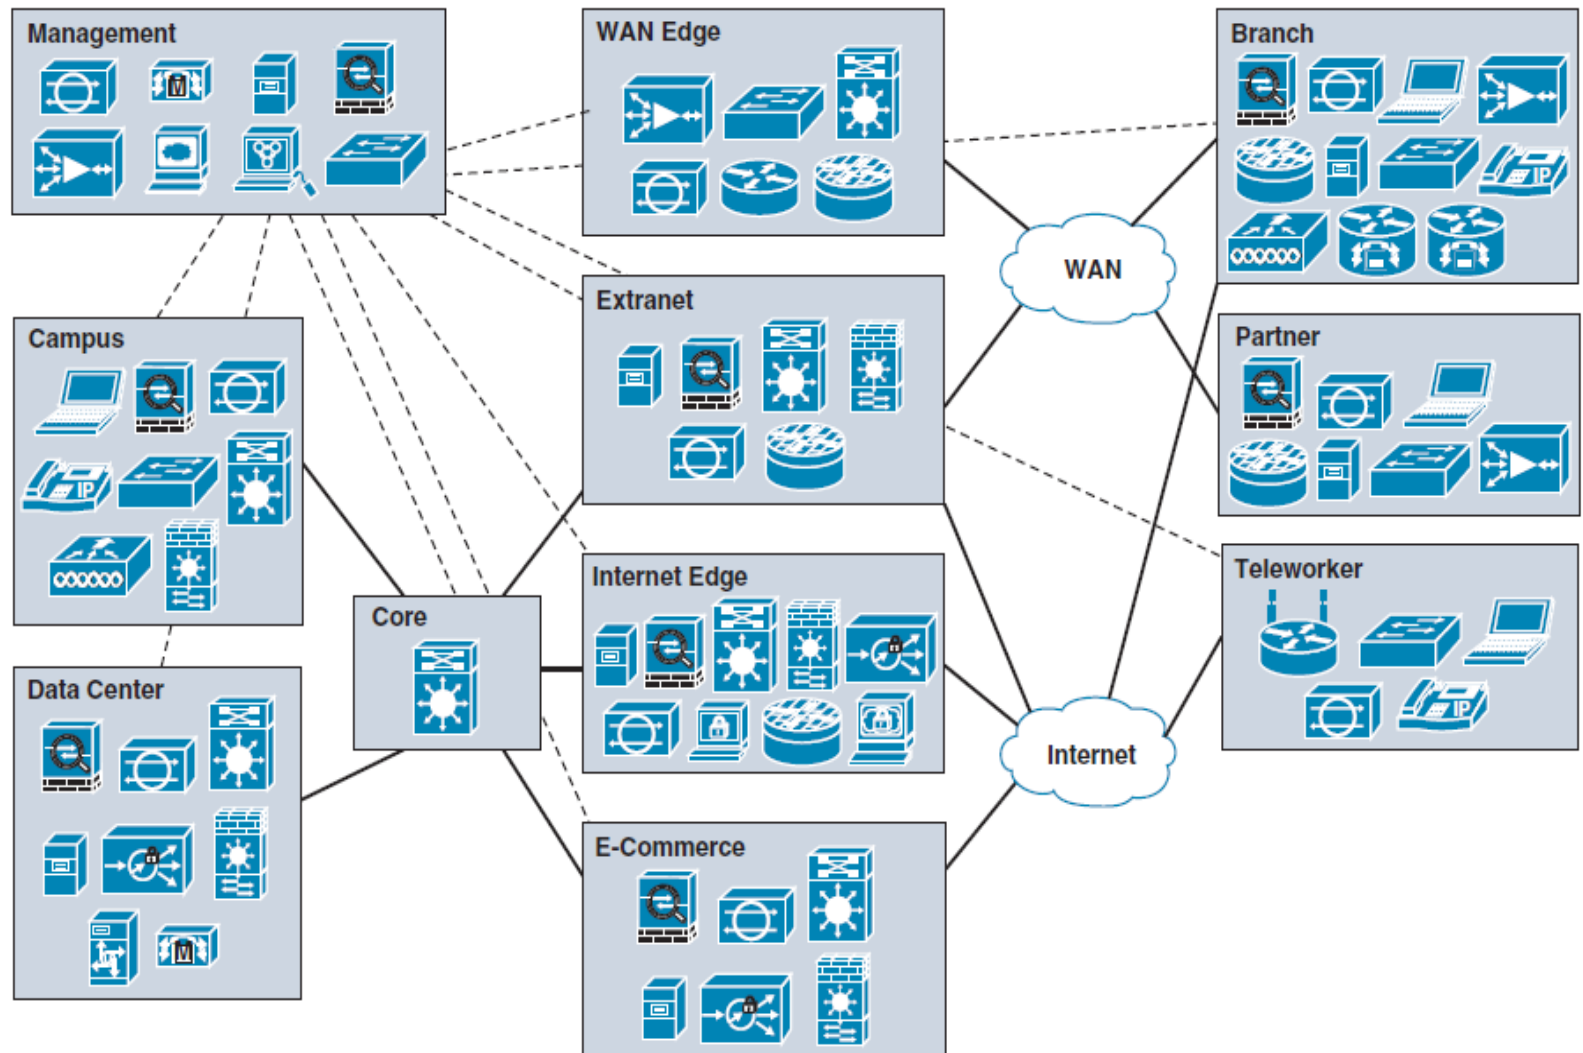 Management
WAN Edge
Branch
WAN
Extranet
Campus
Partner
Internet Edge
Teleworker
Core
Data Center
Internet
E-Commerce
M
IP
IP
IP
M